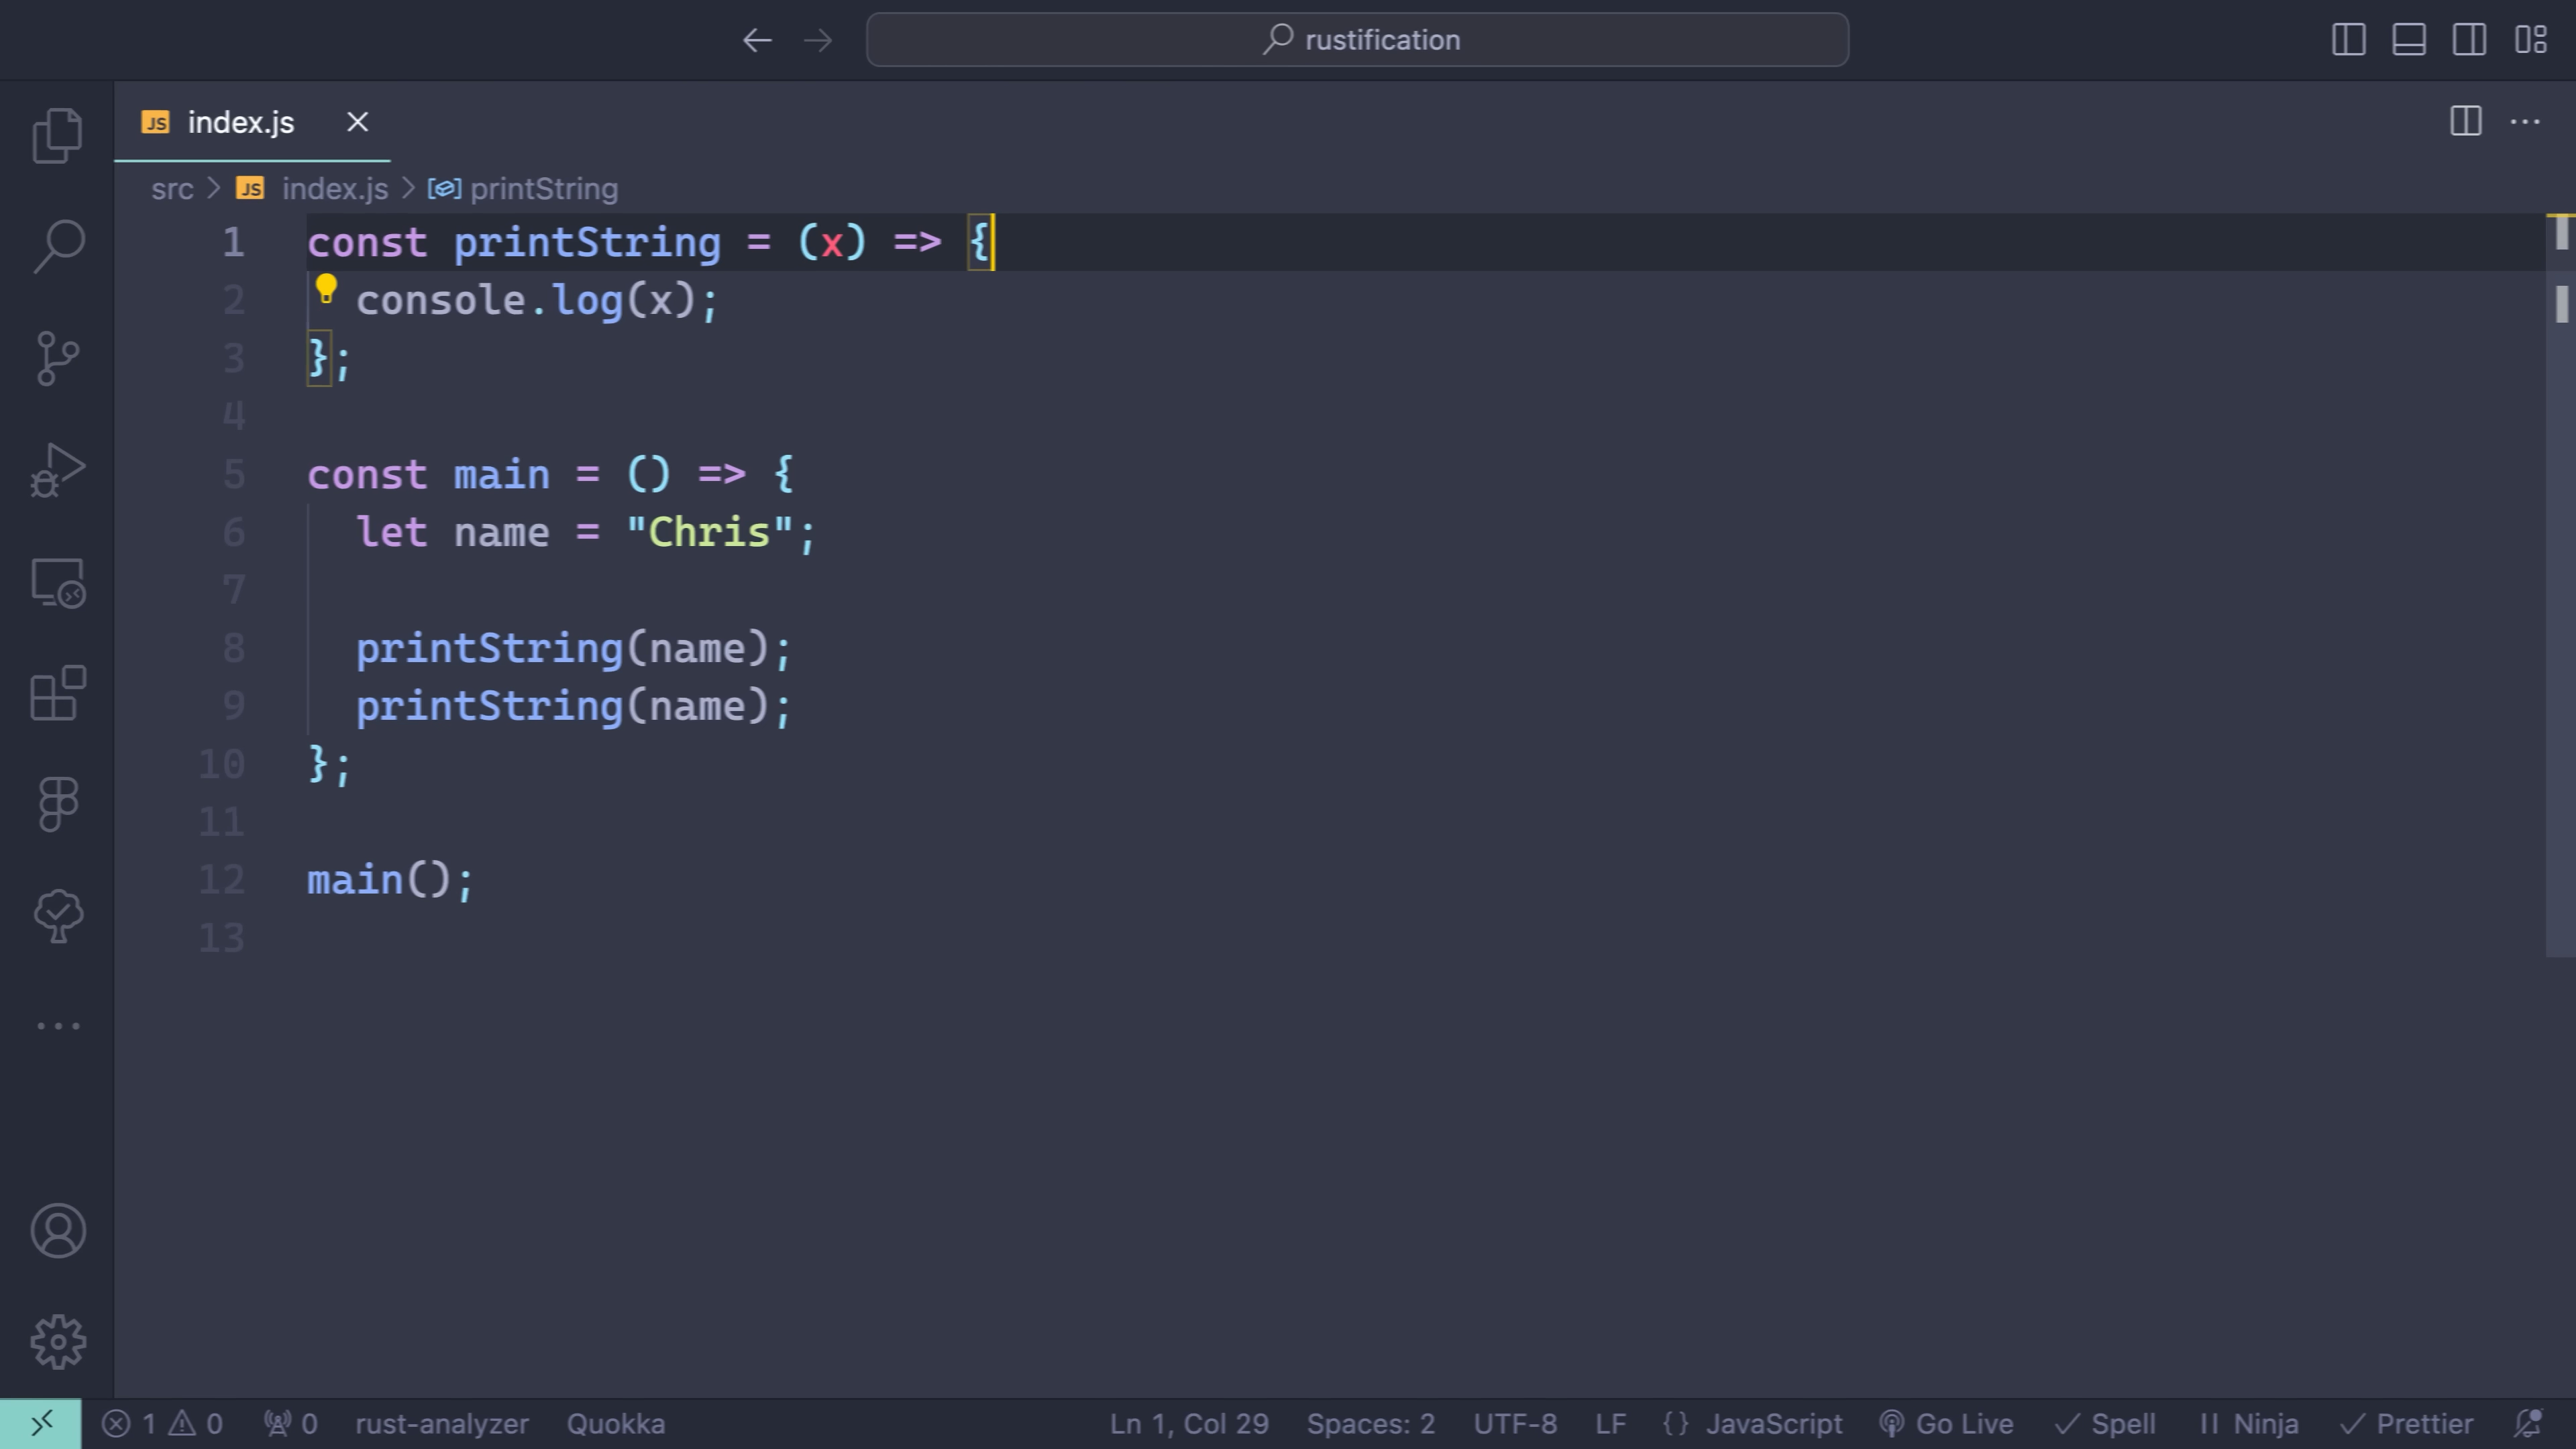 rustification
JS index.js
src > JS index.js > printString
1 const printString = (x) => {
2   console.log(x);
3 };
4
5 const main = () => {
6   let name = "Chris";
7
8   printString(name);
9   printString(name);
10 };
11
12 main();
13
1 0 0 rust-analyzer Quokka Ln 1, Col 29 Spaces: 2 UTF-8 LF {} JavaScript Go Live Spell Ninja Prettier